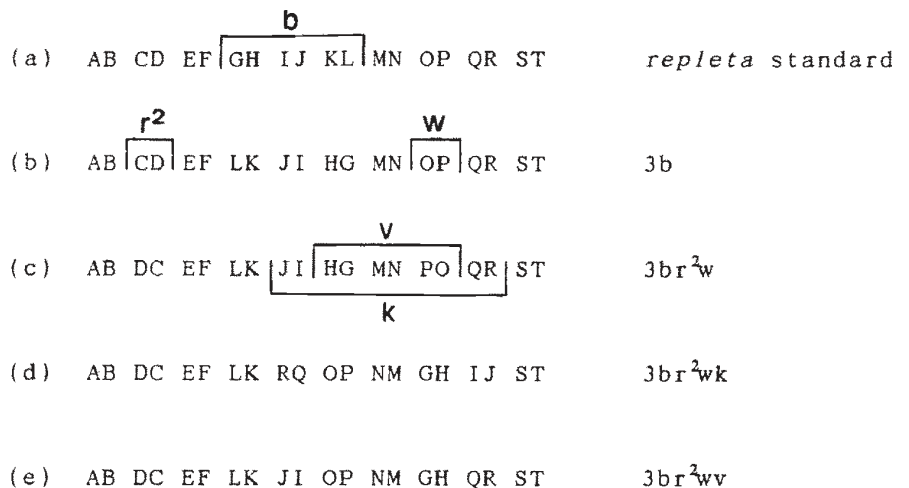 b
(a) AB CD EF GH IJ KL MN OP QR ST repleta standard
r² w
(b) AB CD EF LK JI HG MN OP QR ST 3b
v
(c) AB DC EF LK JI HG MN PO QR ST 3br²w
k
(d) AB DC EF LK RQ OP NM GH IJ ST 3br²wk
(e) AB DC EF LK JI OP NM GH QR ST 3br²wv